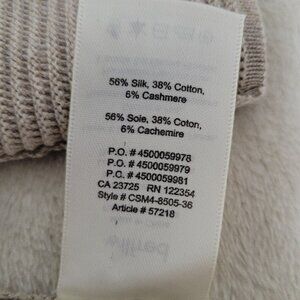 56% Silk, 38% Cotton,
6% Cashmere
56% Soie, 38% Coton,
6% Cachemire
P.O. # 4500059978
P.O. # 4500059979
P.O. # 4500059981
CA 23725 RN 122354
Style # CSM4-8505-36
Article # 57218